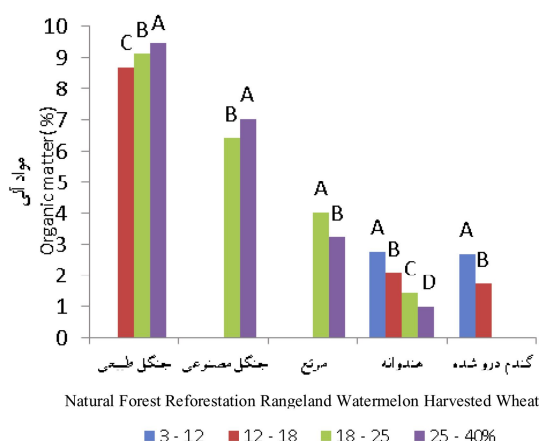 مواد آلی
Organic matter(%)
10
9
8
7
6
5
4
3
2
1
0
C B A
B A
A B
A B C D
A B
جنگل طبیعی جنگل مصنوعی مرتع هندوانه گندم درو شده
Natural Forest Reforestation Rangeland Watermelon Harvested Wheat
3 - 12 12 - 18 18 - 25 25 - 40%